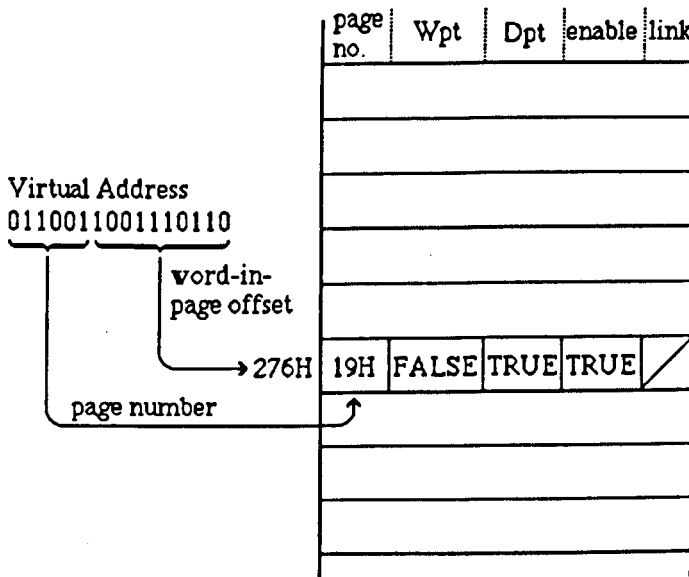 page no. Wpt Dpt enable link
Virtual Address
0110011001110110
word-in-
page offset
276H 19H FALSE TRUE TRUE
page number